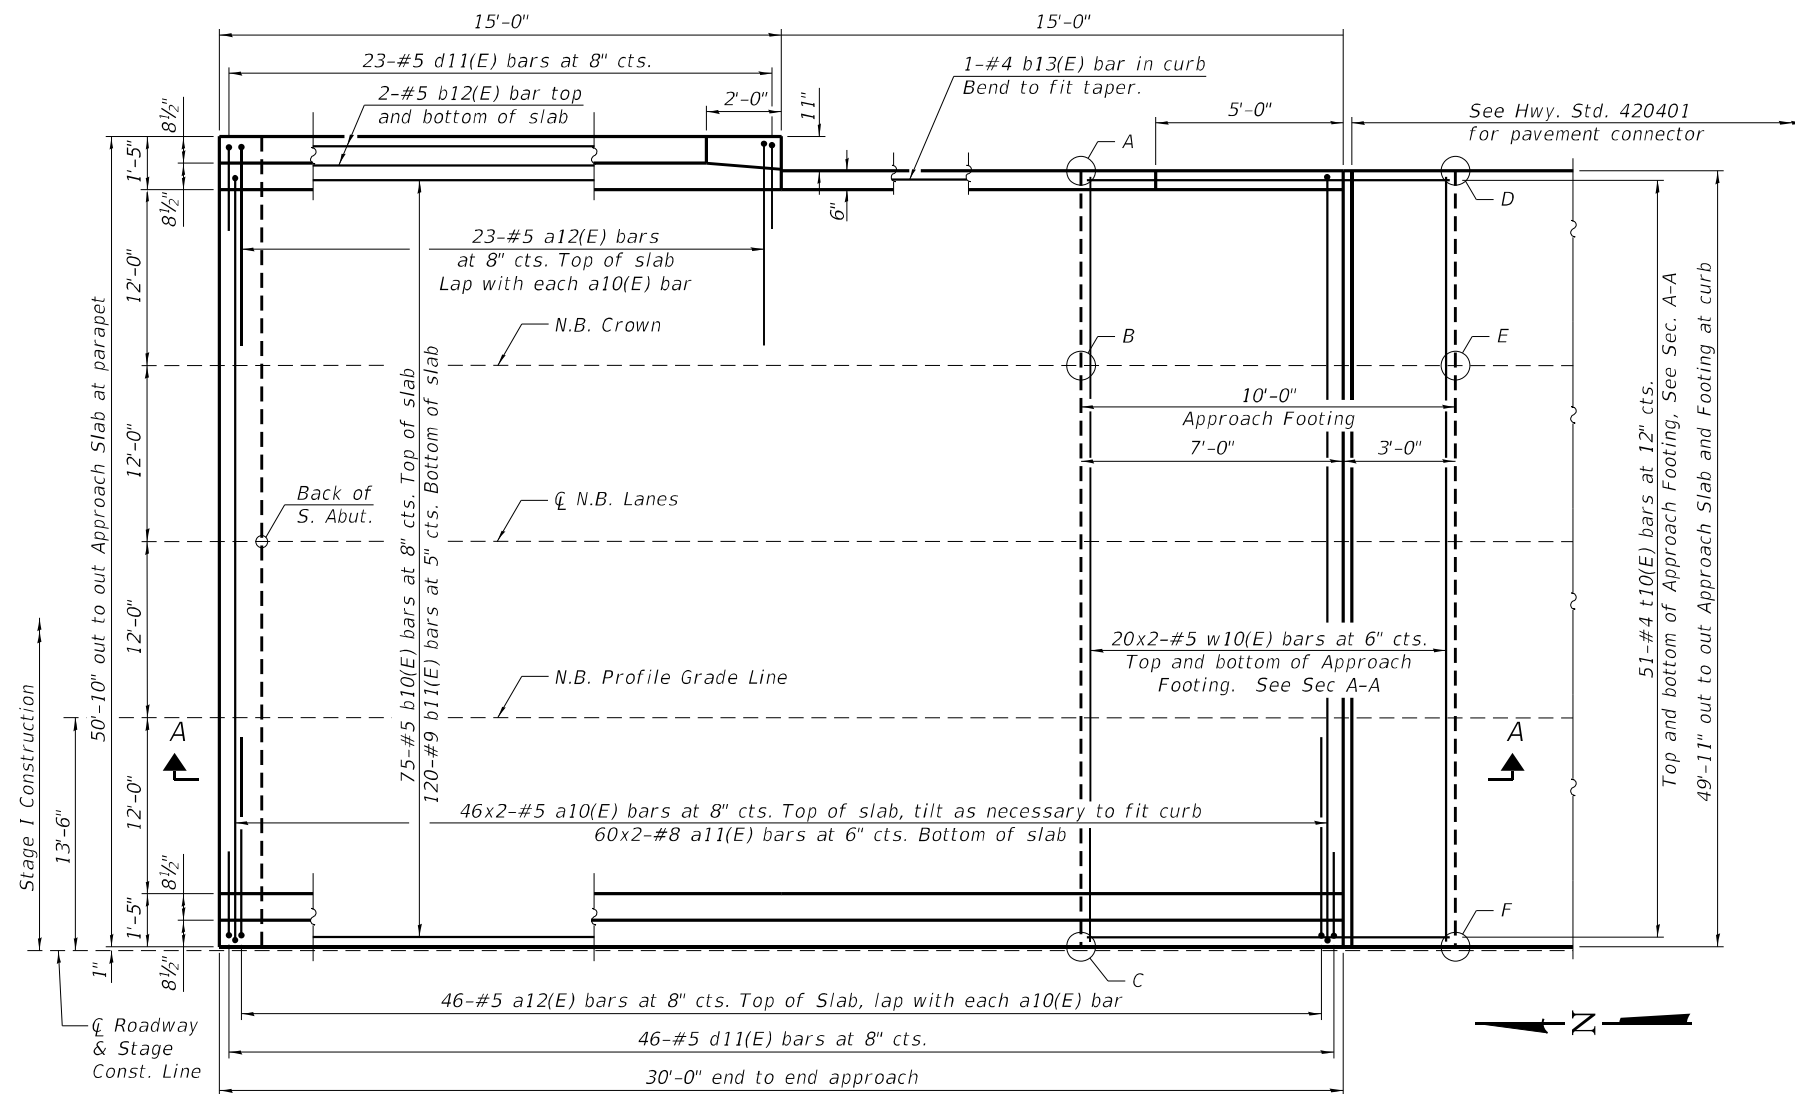 15'-0"
15'-0"
23-#5 d11(E) bars at 8" cts.
1-#4 b13(E) bar in curb
Bend to fit taper.
2-#5 b12(E) bar top
and bottom of slab
2'-0"
11"
5'-0"
See Hwy. Std. 420401
for pavement connector
8½"
1'-5"
8½"
A
D
6"
23-#5 a12(E) bars
at 8" cts. Top of slab
Lap with each a10(E) bar
12'-0"
N.B. Crown
B
E
10'-0"
Approach Footing
7'-0"
3'-0"
12'-0"
Back of
S. Abut.
℄ N.B. Lanes
50'-10" out to out Approach Slab at parapet
75-#5 b10(E) bars at 8" cts. Top of slab
120-#9 b11(E) bars at 5" cts. Bottom of slab
51-#4 t10(E) bars at 12" cts.
Top and bottom of Approach Footing, See Sec. A-A
49'-11" out to out Approach Slab and Footing at curb
12'-0"
20x2-#5 w10(E) bars at 6" cts.
Top and bottom of Approach
Footing. See Sec A-A
N.B. Profile Grade Line
Stage I Construction
13'-6"
A
A
12'-0"
46x2-#5 a10(E) bars at 8" cts. Top of slab, tilt as necessary to fit curb
60x2-#8 a11(E) bars at 6" cts. Bottom of slab
8½"
1'-5"
8½"
1"
F
C
46-#5 a12(E) bars at 8" cts. Top of Slab, lap with each a10(E) bar
℄ Roadway
& Stage
Const. Line
46-#5 d11(E) bars at 8" cts.
30'-0" end to end approach
N